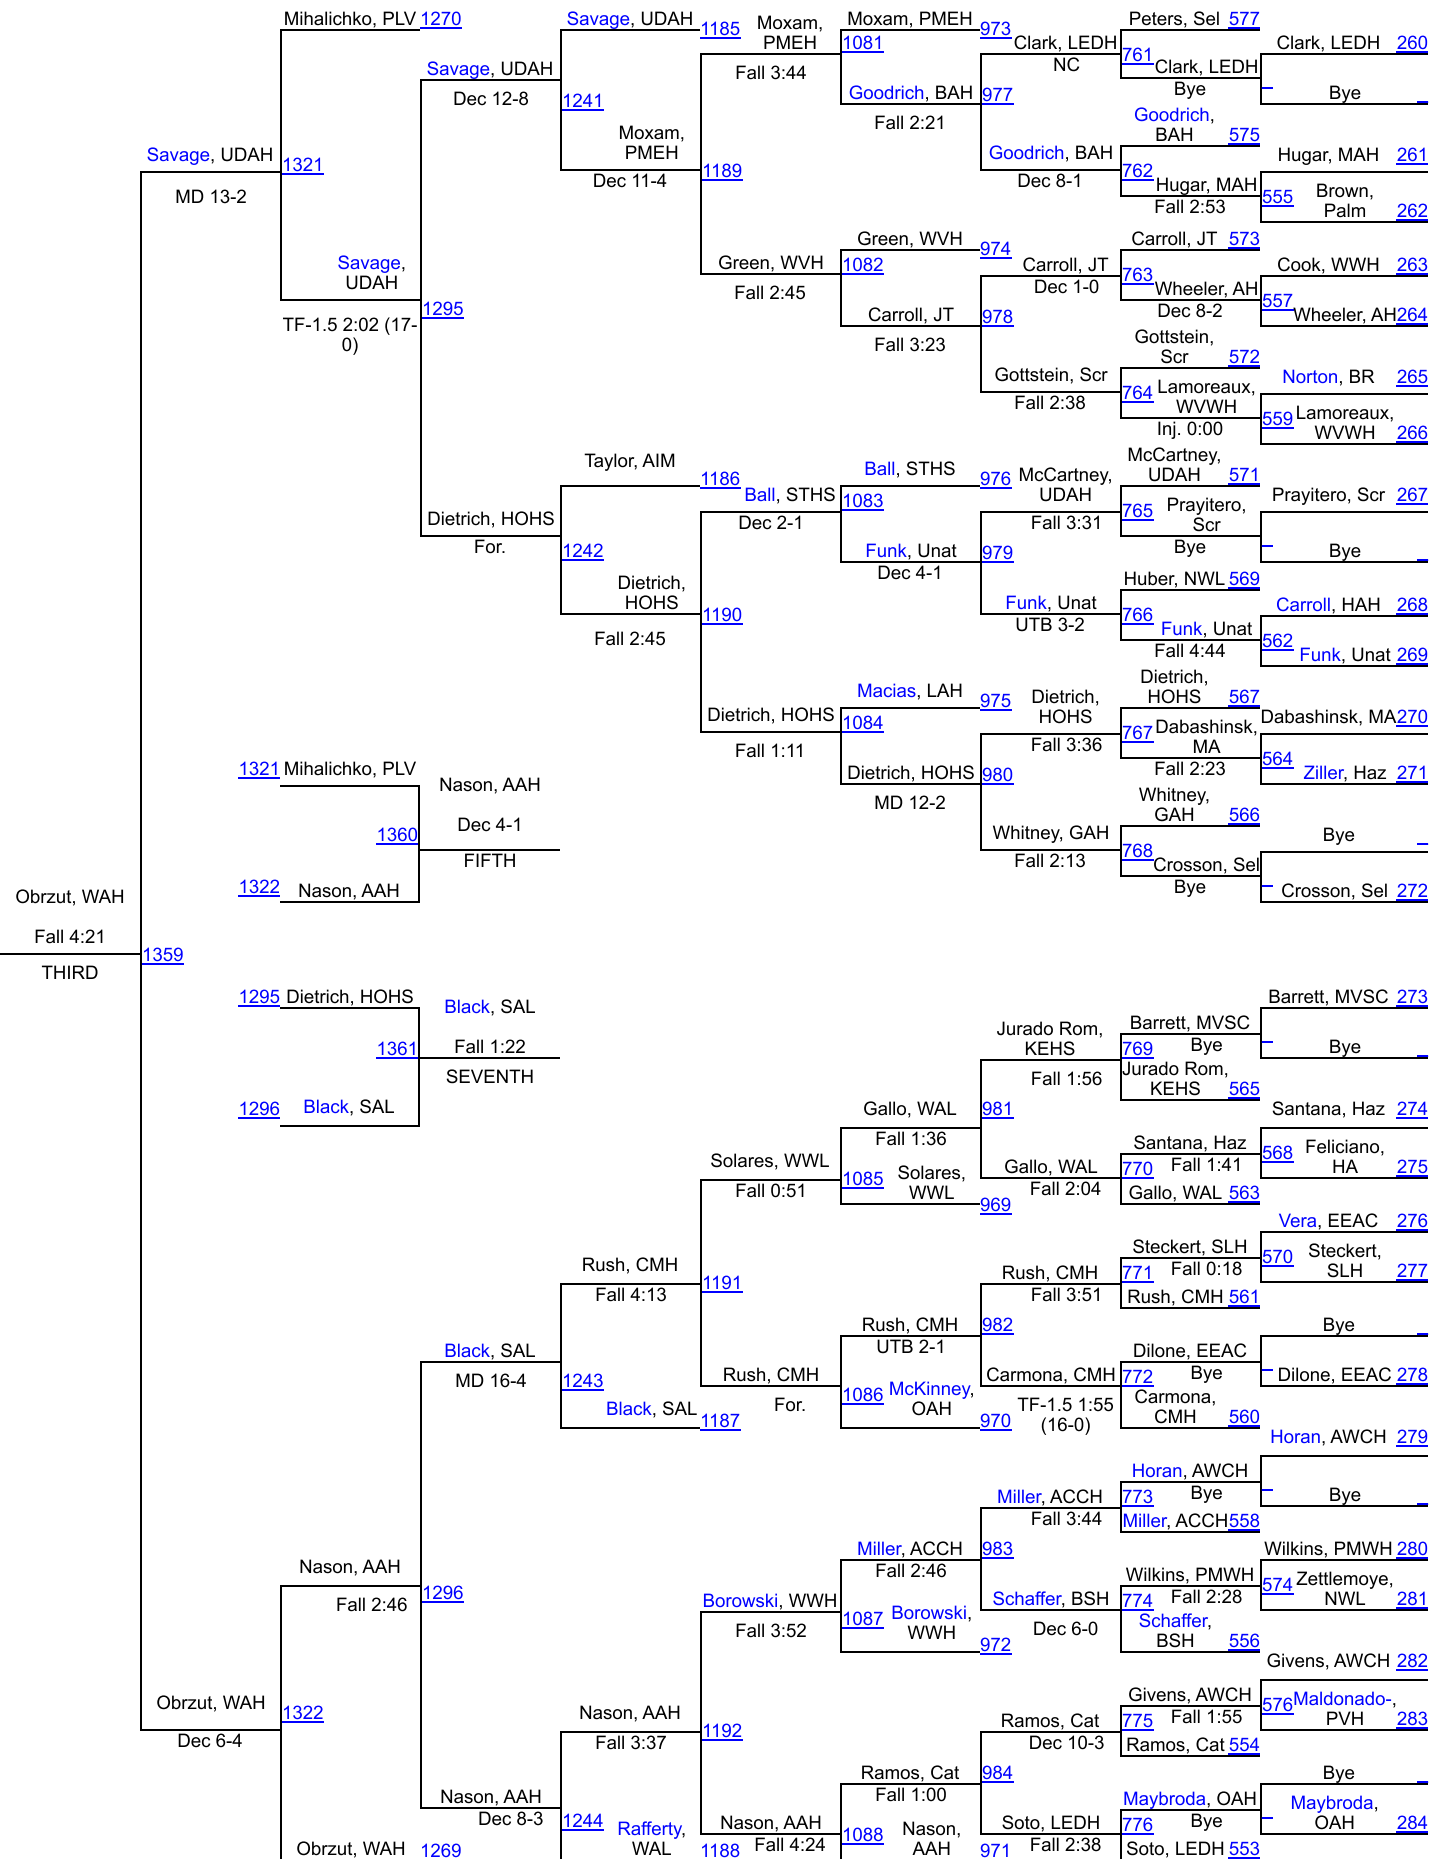 Mihalichko, PLV 1270
Savage, UDAH 1185
Moxam,
PMEH
Fall 3:44
Moxam, PMEH 973
1081
Clark, LEDH
NC
Peters, Sel 577
761
Clark, LEDH 260
Clark, LEDH
Bye
Bye
Savage, UDAH
Dec 12-8
1241
Goodrich, BAH 977
Fall 2:21
Goodrich,
BAH 575
Moxam,
PMEH
Dec 11-4
1189
Goodrich, BAH
Dec 8-1
762
Hugar, MAH 261
Hugar, MAH
Fall 2:53
555
Brown,
Palm 262
Savage, UDAH
MD 13-2
1321
Green, WVH
Fall 2:45
Green, WVH 974
1082
Carroll, JT
Dec 1-0
Carroll, JT 573
763
Cook, WWH 263
Wheeler, AH
Dec 8-2
557
Wheeler, AH 264
Savage,
UDAH
TF-1.5 2:02 (17-
0)
1295
Carroll, JT 978
Fall 3:23
Gottstein,
Scr 572
Gottstein, Scr
Fall 2:38
764
Norton, BR 265
Lamoreaux,
WVWH
Inj. 0:00
559
Lamoreaux,
WVWH 266
Taylor, AIM 1186
Ball, STHS
Dec 2-1
Ball, STHS 976
1083
McCartney,
UDAH
Fall 3:31
McCartney,
UDAH 571
765
Prayitero, Scr 267
Prayitero,
Scr
Bye
Bye
Dietrich, HOHS
For.
1242
Funk, Unat 979
Dec 4-1
Huber, NWL 569
Dietrich,
HOHS
Fall 2:45
1190
Funk, Unat
UTB 3-2
766
Carroll, HAH 268
Funk, Unat
Fall 4:44
562
Funk, Unat 269
Macias, LAH 975
Dietrich,
HOHS
Fall 3:36
Dietrich,
HOHS 567
Dietrich, HOHS
Fall 1:11
1084
767
Dabashinsk, MA 270
Dabashinsk,
MA
Fall 2:23
564
Ziller, Haz 271
Dietrich, HOHS 980
MD 12-2
Whitney,
GAH 566
Whitney, GAH
Fall 2:13
768
Bye
Crosson, Sel
Bye
Crosson, Sel 272
1321 Mihalichko, PLV
Nason, AAH
Dec 4-1
1360
FIFTH
1322 Nason, AAH
Obrzut, WAH
Fall 4:21
1359
THIRD
1295 Dietrich, HOHS
Black, SAL
Fall 1:22
1361
SEVENTH
1296 Black, SAL
Barrett, MVSC 273
Jurado Rom,
KEHS
Fall 1:56
Barrett, MVSC
769 Bye
Bye
Jurado Rom,
KEHS 565
Gallo, WAL 981
Fall 1:36
Santana, Haz 274
Solares, WWL
Fall 0:51
1085
Solares,
WWL 969
Gallo, WAL
Fall 2:04
Santana, Haz
770 Fall 1:41
568
Feliciano,
HA 275
Gallo, WAL 563
Vera, EEAC 276
Rush, CMH
Fall 4:13
1191
Rush, CMH
Fall 3:51
Steckert, SLH
771 Fall 0:18
570
Steckert,
SLH 277
Rush, CMH 561
Rush, CMH 982
UTB 2-1
Bye
Black, SAL
MD 16-4
1243
Rush, CMH
For.
1086
McKinney,
OAH 970
Carmona, CMH
TF-1.5 1:55
(16-0)
Dilone, EEAC
772 Bye
Dilone, EEAC 278
Carmona,
CMH 560
Black, SAL 1187
Horan, AWCH 279
Miller, ACCH
Fall 3:44
Horan, AWCH
773 Bye
Bye
Miller, ACCH 558
Miller, ACCH 983
Fall 2:46
Wilkins, PMWH 280
Nason, AAH
Fall 2:46
1296
Borowski, WWH
Fall 3:52
1087
Borowski,
WWH 972
Schaffer, BSH
Dec 6-0
Wilkins, PMWH
774 Fall 2:28
574
Zettlemoye,
NWL 281
Schaffer,
BSH 556
Givens, AWCH 282
Obrzut, WAH
Dec 6-4
1322
Nason, AAH
Fall 3:37
1192
Ramos, Cat
Dec 10-3
Givens, AWCH
775 Fall 1:55
576
Maldonado-,
PVH 283
Ramos, Cat 554
Ramos, Cat 984
Fall 1:00
Bye
Nason, AAH
Dec 8-3
1244
Nason, AAH
Fall 4:24
1088
Nason,
AAH 971
Soto, LEDH
Fall 2:38
Maybroda, OAH
776 Bye
Maybroda,
OAH 284
Soto, LEDH 553
Rafferty,
WAL 1188
Obrzut, WAH 1269